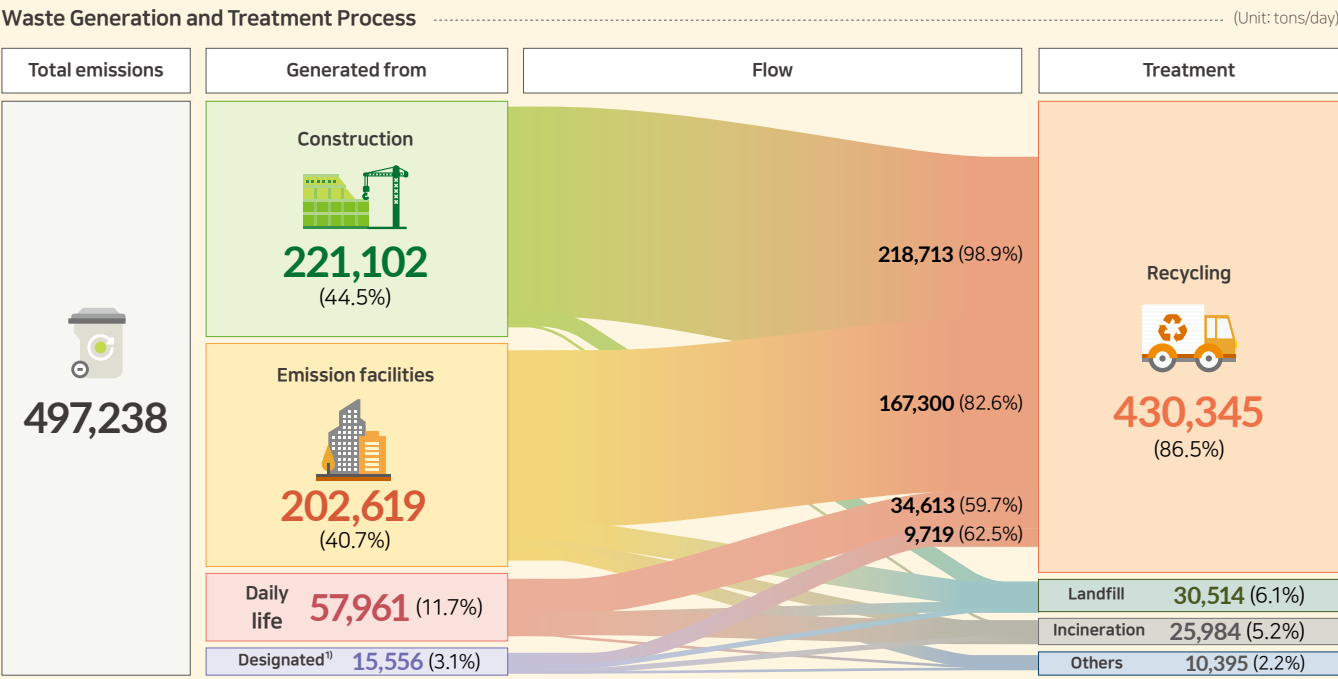 Waste Generation and Treatment Process
(Unit: tons/day)
Total emissions
Generated from
Flow
Treatment
497,238
Construction
221,102
(44.5%)
Emission facilities
202,619
(40.7%)
Daily
life
57,961 (11.7%)
Designated1) 15,556 (3.1%)
218,713 (98.9%)
167,300 (82.6%)
34,613 (59.7%)
9,719 (62.5%)
Recycling
430,345
(86.5%)
Landfill 30,514 (6.1%)
Incineration 25,984 (5.2%)
Others 10,395 (2.2%)